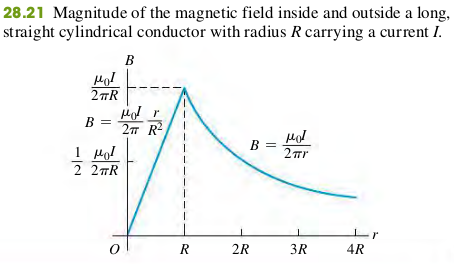 28.21 Magnitude of the magnetic field inside and outside a long,
straight cylindrical conductor with radius R carrying a current I.
B
μ₀I / 2πR
B = μ₀I / 2π r / R²
1 / 2 μ₀I / 2πR
B = μ₀I / 2πr
O R 2R 3R 4R r